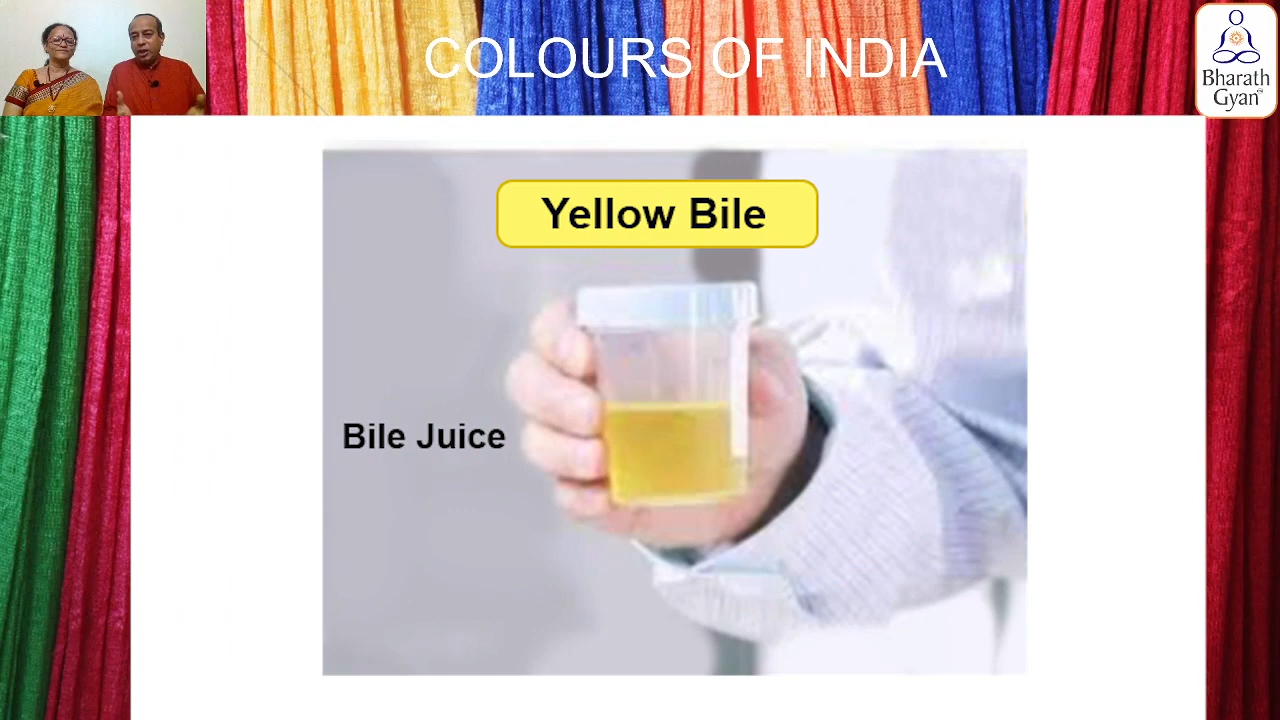 COLOURS OF INDIA
Bharath
Gyan
Yellow Bile
Bile Juice